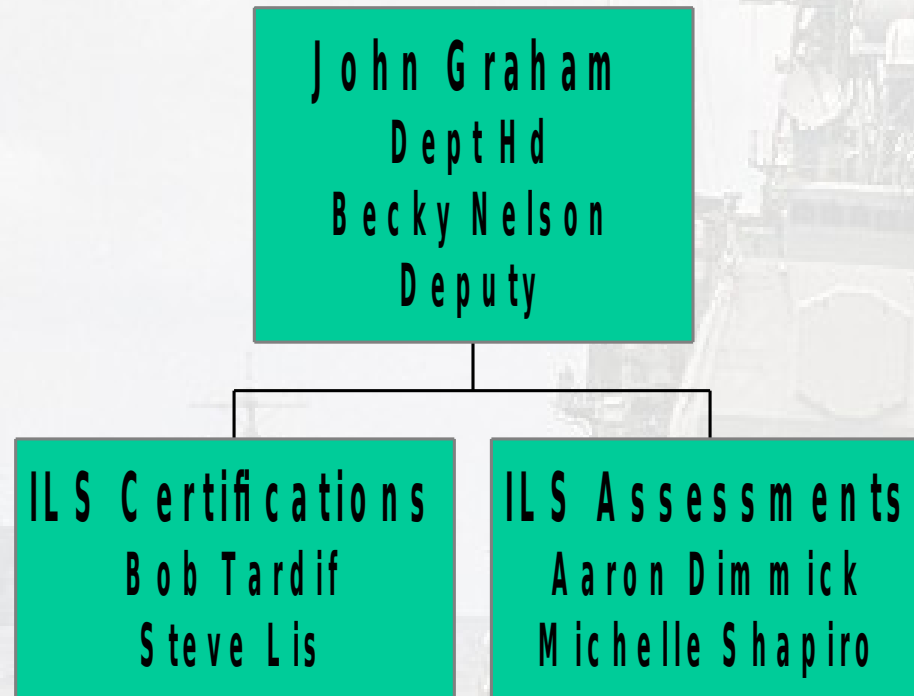 John Graham
Dept Hd
Becky Nelson
Deputy
ILS Certifications
Bob Tardif
Steve Lis
ILS Assessments
Aaron Dimmick
Michelle Shapiro